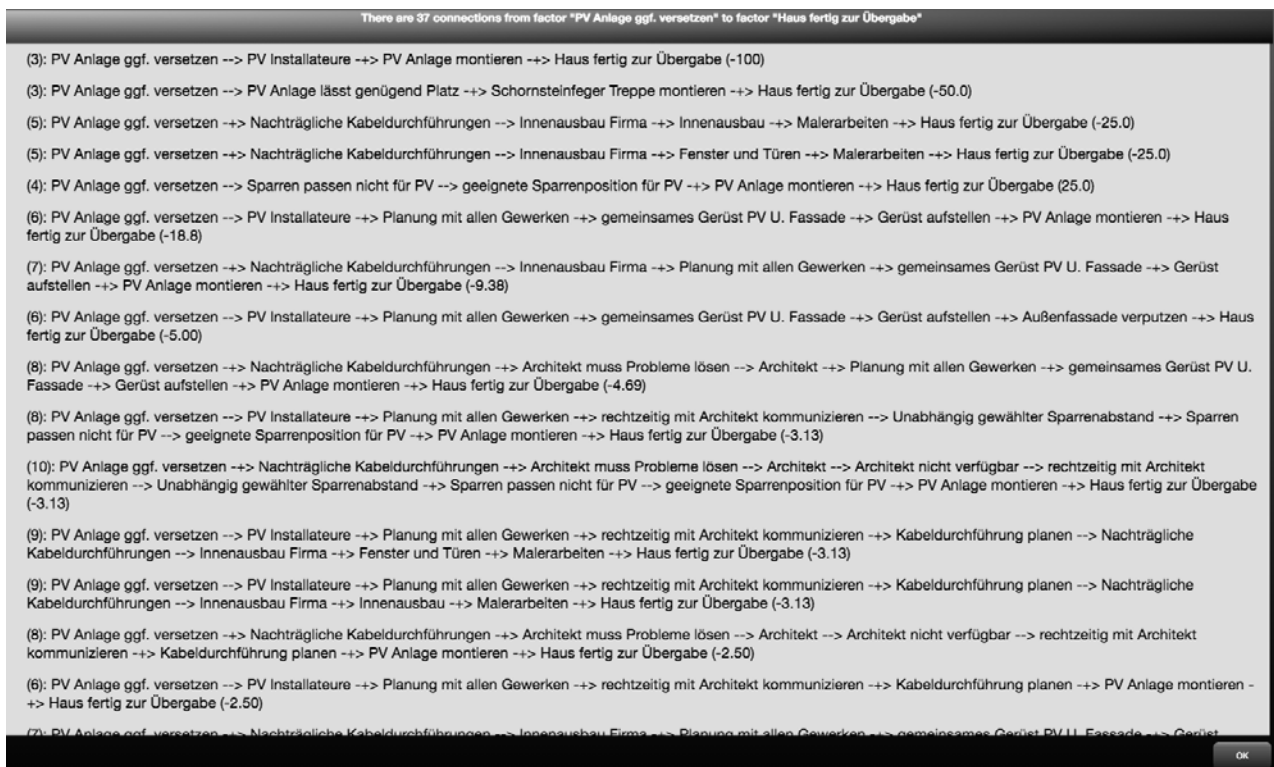 There are 37 connections from factor "PV Anlage ggf. versetzen" to factor "Haus fertig zur Übergabe"
(3): PV Anlage ggf. versetzen --> PV Installateure -+> PV Anlage montieren -+> Haus fertig zur Übergabe (-100)
(3): PV Anlage ggf. versetzen --> PV Anlage lässt genügend Platz -+> Schornsteinfeger Treppe montieren -+> Haus fertig zur Übergabe (-50.0)
(5): PV Anlage ggf. versetzen -+> Nachträgliche Kabeldurchführungen --> Innenausbau Firma -+> Innenausbau -+> Malerarbeiten -+> Haus fertig zur Übergabe (-25.0)
(5): PV Anlage ggf. versetzen -+> Nachträgliche Kabeldurchführungen --> Innenausbau Firma -+> Fenster und Türen -+> Malerarbeiten -+> Haus fertig zur Übergabe (-25.0)
(4): PV Anlage ggf. versetzen --> Sparren passen nicht für PV --> geeignete Sparrenposition für PV -+> PV Anlage montieren -+> Haus fertig zur Übergabe (25.0)
(6): PV Anlage ggf. versetzen --> PV Installateure -+> Planung mit allen Gewerken -+> gemeinsames Gerüst PV U. Fassade -+> Gerüst aufstellen -+> PV Anlage montieren -+> Haus
fertig zur Übergabe (-18.8)
(7): PV Anlage ggf. versetzen -+> Nachträgliche Kabeldurchführungen --> Innenausbau Firma -+> Planung mit allen Gewerken -+> gemeinsames Gerüst PV U. Fassade -+> Gerüst
aufstellen -+> PV Anlage montieren -+> Haus fertig zur Übergabe (-9.38)
(6): PV Anlage ggf. versetzen --> PV Installateure -+> Planung mit allen Gewerken -+> gemeinsames Gerüst PV U. Fassade -+> Gerüst aufstellen -+> Außenfassade verputzen -+> Haus
fertig zur Übergabe (-5.00)
(8): PV Anlage ggf. versetzen -+> Nachträgliche Kabeldurchführungen -+> Architekt muss Probleme lösen --> Architekt -+> Planung mit allen Gewerken -+> gemeinsames Gerüst PV U.
Fassade -+> Gerüst aufstellen -+> PV Anlage montieren -+> Haus fertig zur Übergabe (-4.69)
(8): PV Anlage ggf. versetzen --> PV Installateure -+> Planung mit allen Gewerken -+> rechtzeitig mit Architekt kommunizieren --> Unabhängig gewählter Sparrenabstand -+> Sparren
passen nicht für PV --> geeignete Sparrenposition für PV -+> PV Anlage montieren -+> Haus fertig zur Übergabe (-3.13)
(10): PV Anlage ggf. versetzen -+> Nachträgliche Kabeldurchführungen -+> Architekt muss Probleme lösen --> Architekt --> Architekt nicht verfügbar --> rechtzeitig mit Architekt
kommunizieren --> Unabhängig gewählter Sparrenabstand -+> Sparren passen nicht für PV --> geeignete Sparrenposition für PV -+> PV Anlage montieren -+> Haus fertig zur Übergabe
(-3.13)
(9): PV Anlage ggf. versetzen --> PV Installateure -+> Planung mit allen Gewerken -+> rechtzeitig mit Architekt kommunizieren -+> Kabeldurchführung planen --> Nachträgliche
Kabeldurchführungen --> Innenausbau Firma -+> Fenster und Türen -+> Malerarbeiten -+> Haus fertig zur Übergabe (-3.13)
(9): PV Anlage ggf. versetzen --> PV Installateure -+> Planung mit allen Gewerken -+> rechtzeitig mit Architekt kommunizieren -+> Kabeldurchführung planen --> Nachträgliche
Kabeldurchführungen --> Innenausbau Firma -+> Innenausbau -+> Malerarbeiten -+> Haus fertig zur Übergabe (-3.13)
(8): PV Anlage ggf. versetzen -+> Nachträgliche Kabeldurchführungen -+> Architekt muss Probleme lösen --> Architekt --> Architekt nicht verfügbar --> rechtzeitig mit Architekt
kommunizieren -+> Kabeldurchführung planen -+> PV Anlage montieren -+> Haus fertig zur Übergabe (-2.50)
(6): PV Anlage ggf. versetzen --> PV Installateure -+> Planung mit allen Gewerken -+> rechtzeitig mit Architekt kommunizieren -+> Kabeldurchführung planen -+> PV Anlage montieren -
+> Haus fertig zur Übergabe (-2.50)
(7): PV Anlage ggf. versetzen -+> Nachträgliche Kabeldurchführungen --> Innenausbau Firma -+> Planung mit allen Gewerken -+> gemeinsames Gerüst PV U. Fassade -+> Gerüst
OK